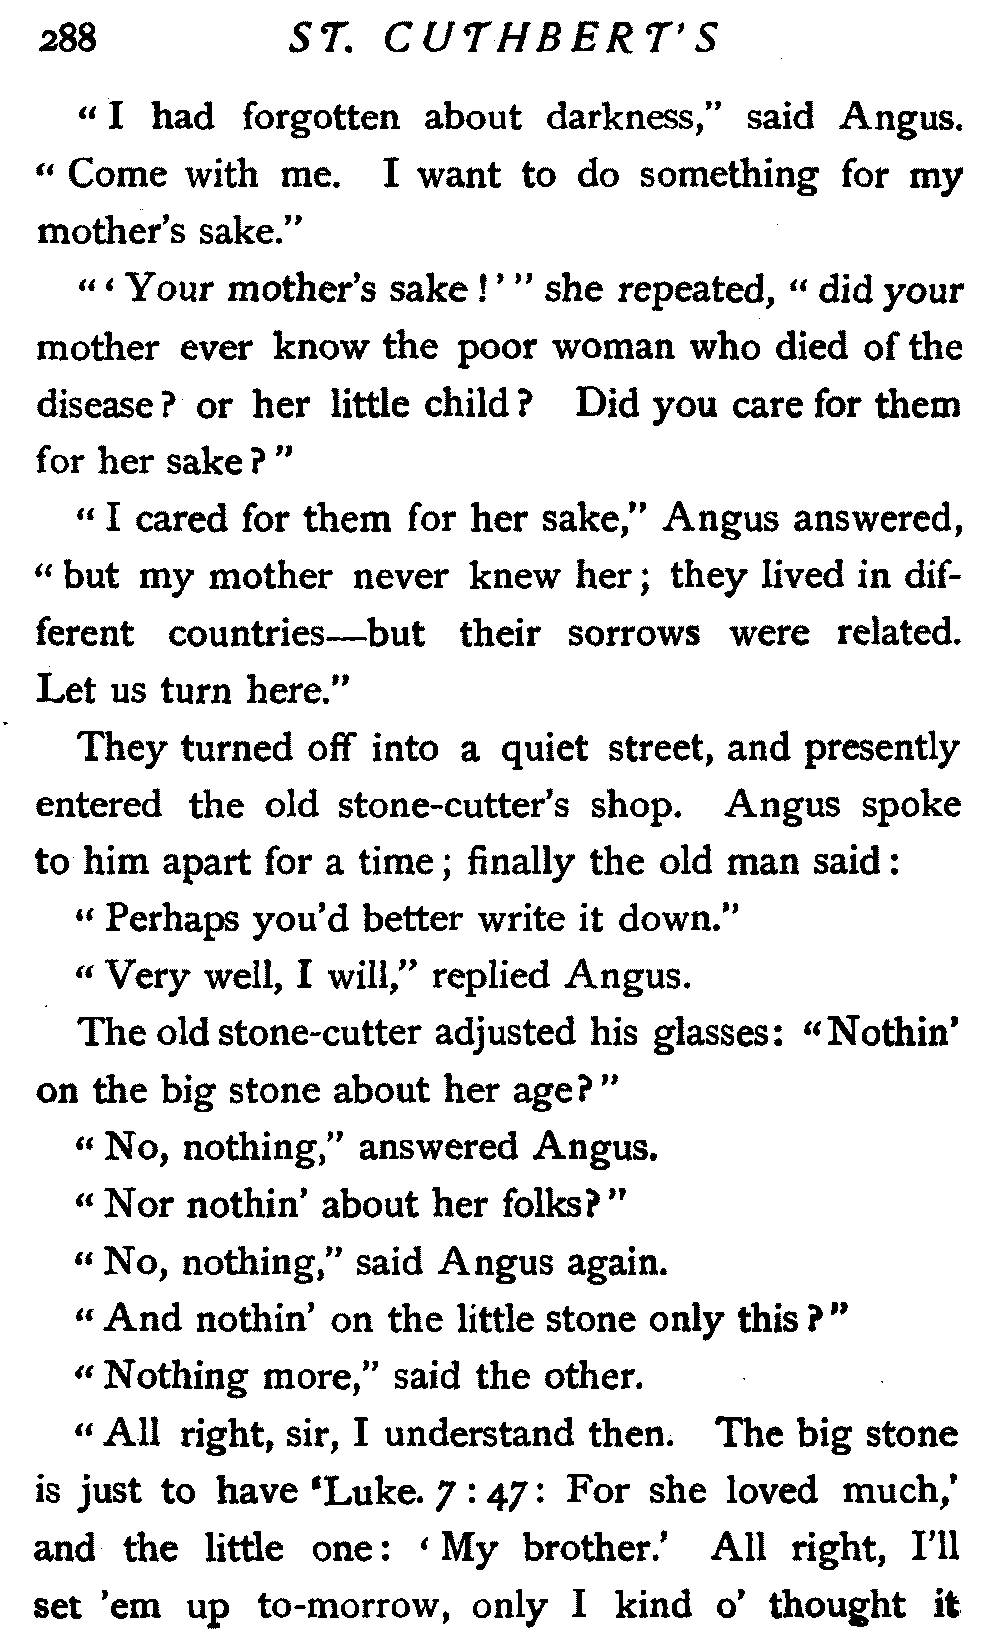 288 ST. CUTHBERT'S
“I had forgotten about darkness,” said Angus.
“Come with me. I want to do something for my
mother's sake.”
“‘Your mother's sake!’” she repeated, “did your
mother ever know the poor woman who died of the
disease? or her little child? Did you care for them
for her sake?”
“I cared for them for her sake,” Angus answered,
“but my mother never knew her; they lived in dif-
ferent countries—but their sorrows were related.
Let us turn here.”
They turned off into a quiet street, and presently
entered the old stone-cutter's shop. Angus spoke
to him apart for a time; finally the old man said:
“Perhaps you'd better write it down.”
“Very well, I will,” replied Angus.
The old stone-cutter adjusted his glasses: “Nothin'
on the big stone about her age?”
“No, nothing,” answered Angus.
“Nor nothin' about her folks?”
“No, nothing,” said Angus again.
“And nothin' on the little stone only this?”
“Nothing more,” said the other.
“All right, sir, I understand then. The big stone
is just to have ‘Luke. 7:47: For she loved much,’
and the little one: ‘My brother.’ All right, I'll
set 'em up to-morrow, only I kind o' thought it